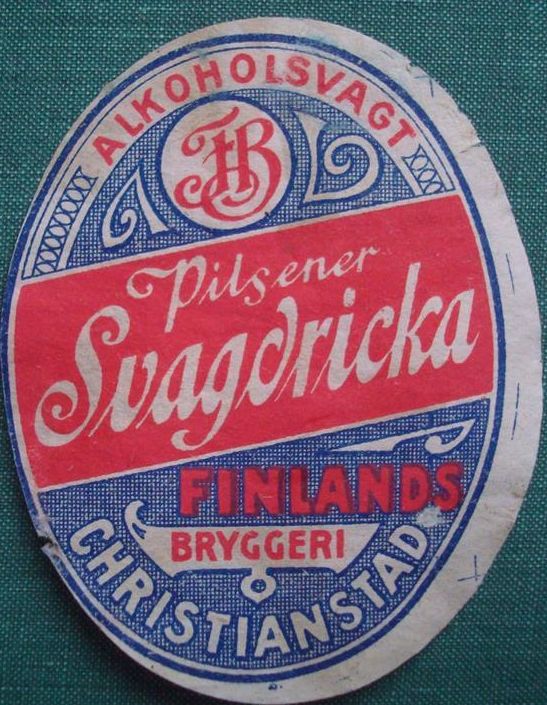 ALKOHOLSVAGT
FB
Pilsener
Svagdricka
FINLANDS
BRYGGERI
CHRISTIANSTAD